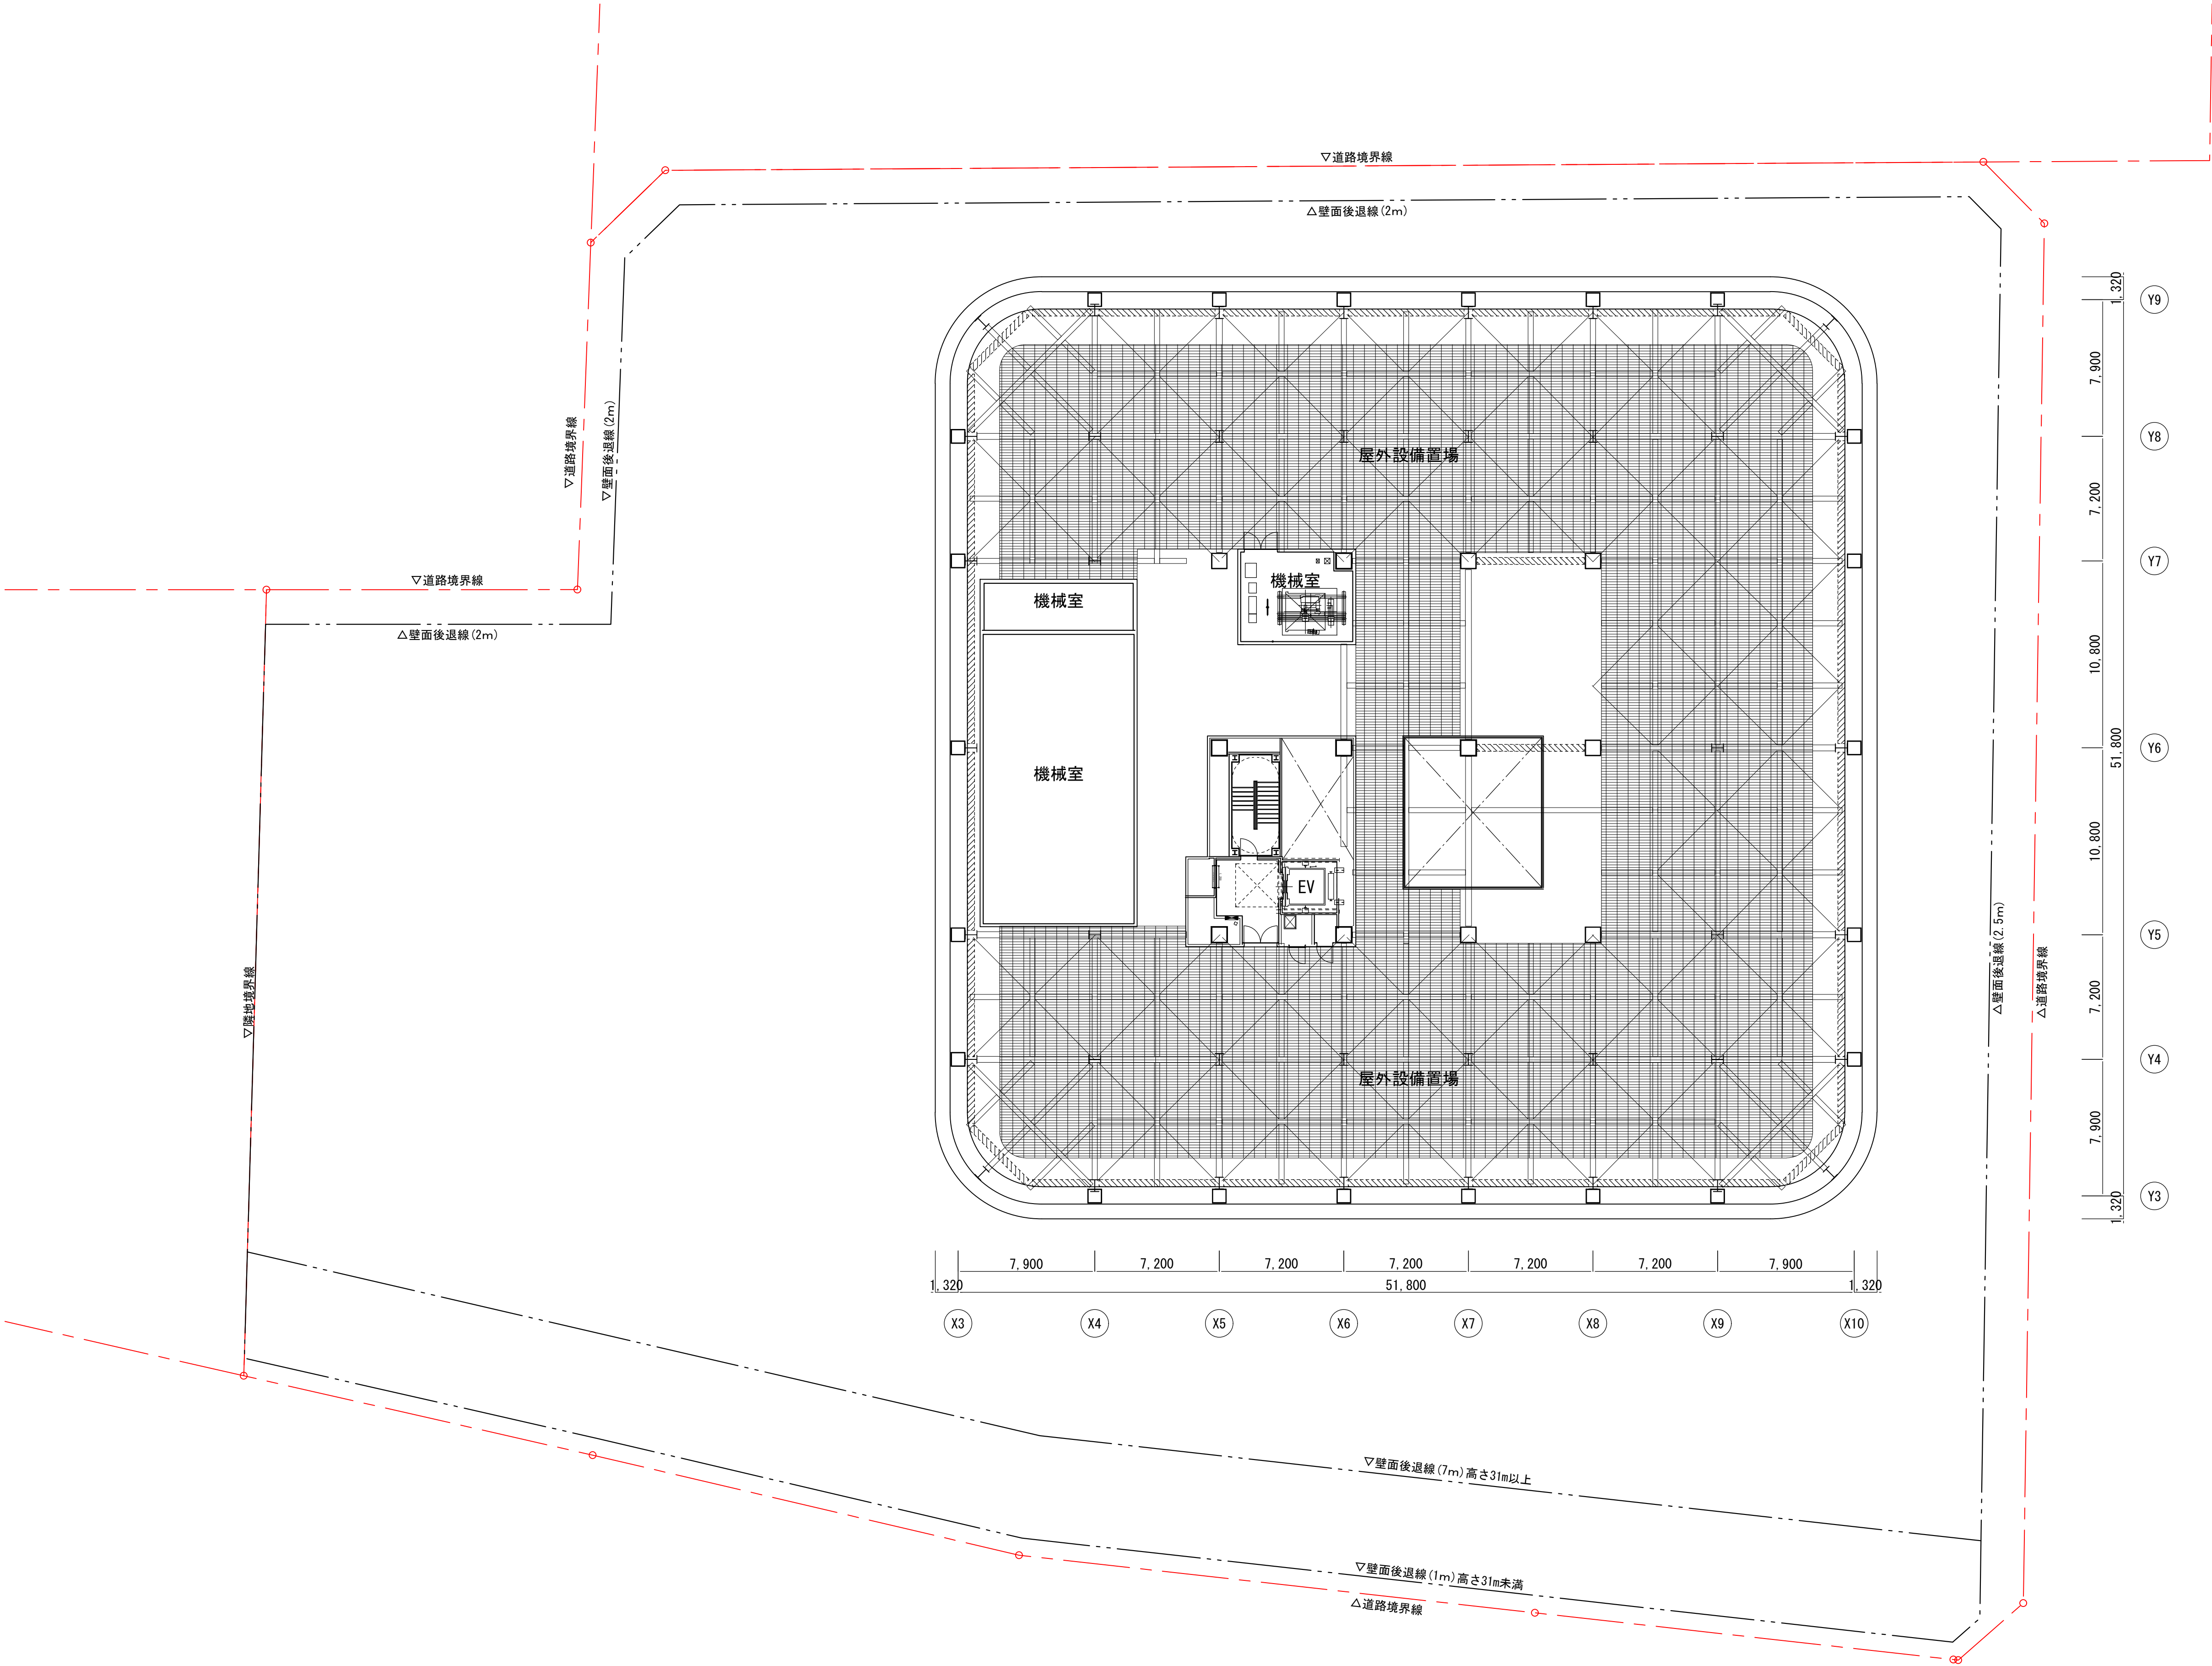 ▽道路境界線
△壁面後退線(2m)
▽道路境界線
▽壁面後退線(2m)
▽道路境界線
△壁面後退線(2m)
▽隣地境界線
屋外設備置場
機械室
機械室
機械室
EV
屋外設備置場
△壁面後退線(2.5m)
△道路境界線
1,320
7,900
7,200
10,800
51,800
10,800
7,200
7,900
1,320
Y9
Y8
Y7
Y6
Y5
Y4
Y3
7,900
7,200
7,200
7,200
7,200
7,200
7,900
1,320
51,800
1,320
X3
X4
X5
X6
X7
X8
X9
X10
▽壁面後退線(7m)高さ31m以上
▽壁面後退線(1m)高さ31m未満
△道路境界線